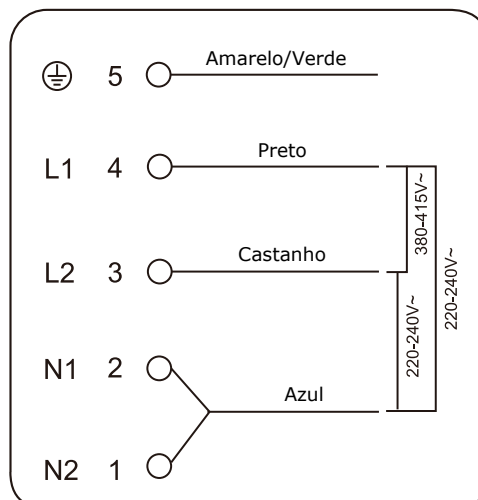 5 Amarelo/Verde
L1 4 Preto
380-415V~
220-240V~
L2 3 Castanho
220-240V~
N1 2
Azul
N2 1